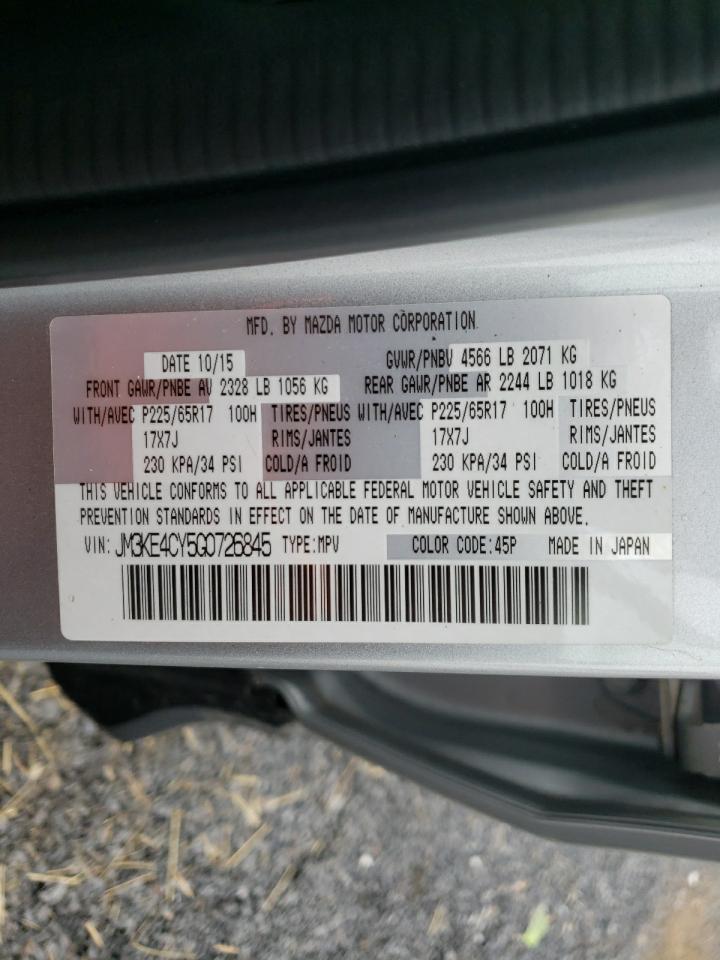 MFD. BY MAZDA MOTOR CORPORATION
DATE 10/15 GVWR/PNBV 4566 LB 2071 KG
FRONT GAWR/PNBE AV 2328 LB 1056 KG REAR GAWR/PNBE AR 2244 LB 1018 KG
WITH/AVEC P225/65R17 100H TIRES/PNEUS WITH/AVEC P225/65R17 100H TIRES/PNEUS
17X7J RIMS/JANTES 17X7J RIMS/JANTES
230 KPA/34 PSI COLD/A FROID 230 KPA/34 PSI COLD/A FROID
THIS VEHICLE CONFORMS TO ALL APPLICABLE FEDERAL MOTOR VEHICLE SAFETY AND THEFT
PREVENTION STANDARDS IN EFFECT ON THE DATE OF MANUFACTURE SHOWN ABOVE.
VIN: JM3KE4CY5G0726845 TYPE:MPV COLOR CODE:45P MADE IN JAPAN